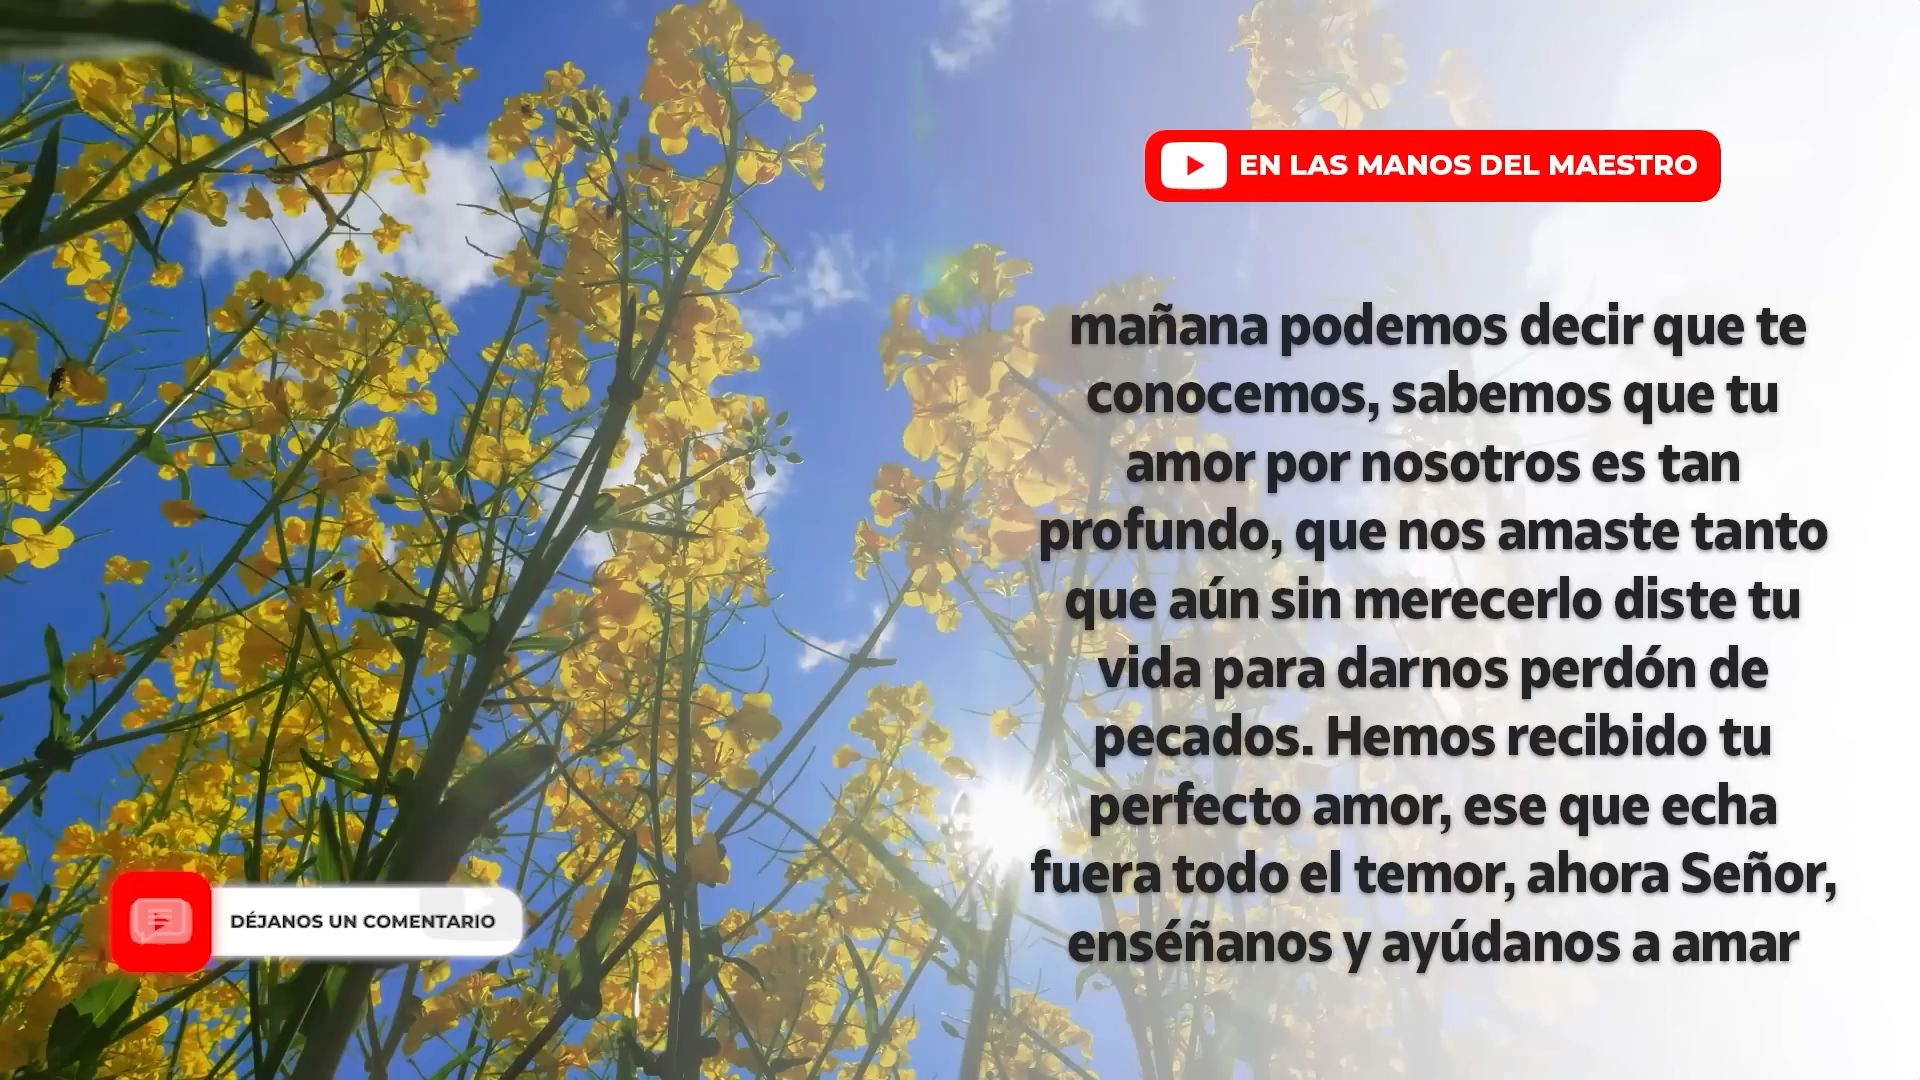 EN LAS MANOS DEL MAESTRO
mañana podemos decir que te
conocemos, sabemos que tu
amor por nosotros es tan
profundo, que nos amaste tanto
que aún sin merecerlo diste tu
vida para darnos perdón de
pecados. Hemos recibido tu
perfecto amor, ese que echa
fuera todo el temor, ahora Señor,
enséñanos y ayúdanos a amar
DÉJANOS UN COMENTARIO